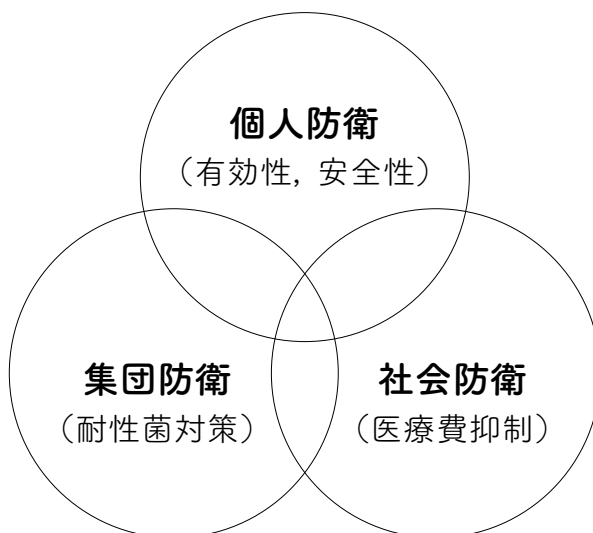 個人防衛
（有効性, 安全性）
集団防衛
（耐性菌対策）
社会防衛
（医療費抑制）